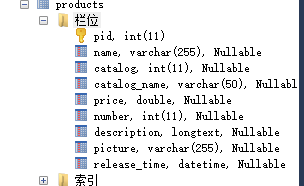 products
栏位
pid, int(11)
name, varchar(255), Nullable
catalog, int(11), Nullable
catalog_name, varchar(50), Nullabl
price, double, Nullable
number, int(11), Nullable
description, longtext, Nullable
picture, varchar(255), Nullable
release_time, datetime, Nullable
索引